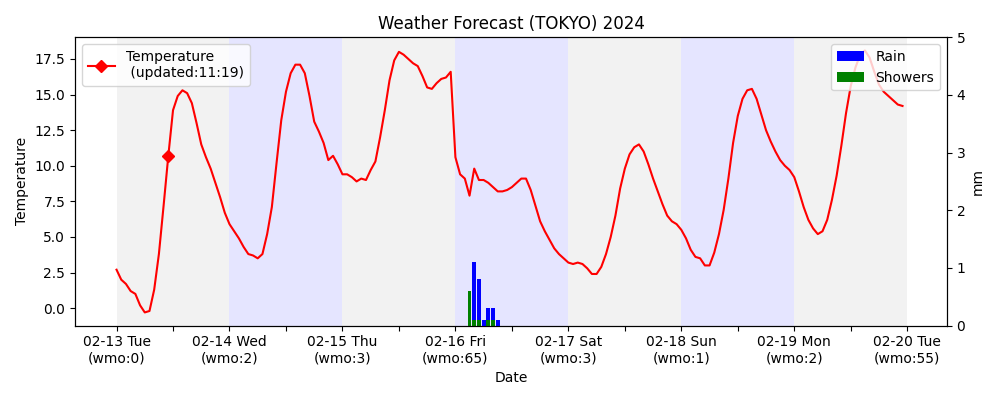 Weather Forecast (TOKYO) 2024
Temperature
(updated:11:19)
Rain
Showers
17.5
15.0
12.5
10.0
7.5
5.0
2.5
0.0
Temperature
5
4
3
2
1
0
mm
02-13 Tue
(wmo:0)
02-14 Wed
(wmo:2)
02-15 Thu
(wmo:3)
02-16 Fri
(wmo:65)
02-17 Sat
(wmo:3)
02-18 Sun
(wmo:1)
02-19 Mon
(wmo:2)
02-20 Tue
(wmo:55)
Date